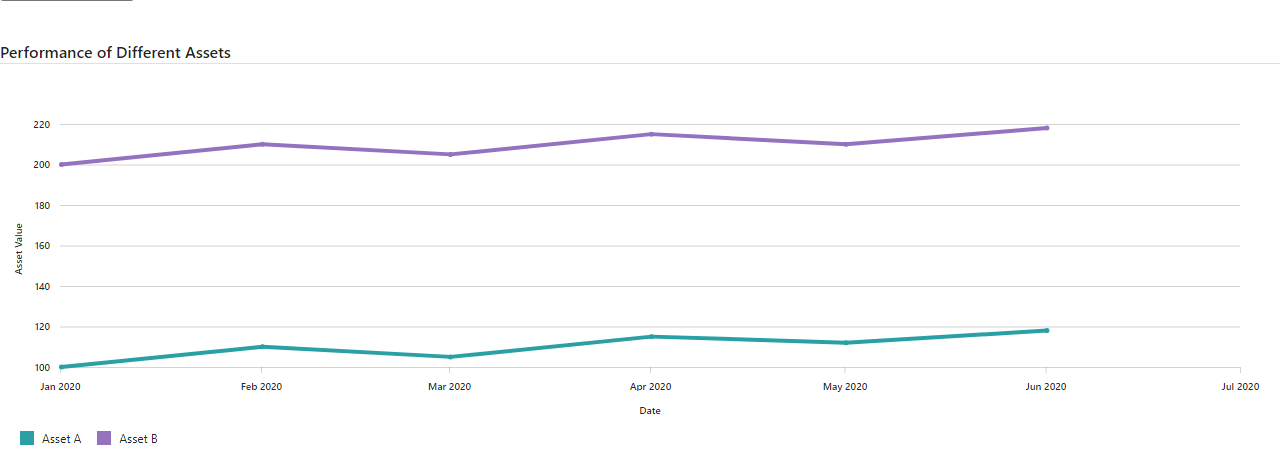 Performance of Different Assets
220
200
180
160
140
120
100
Asset Value
Jan 2020 Feb 2020 Mar 2020 Apr 2020 May 2020 Jun 2020 Jul 2020
Date
Asset A Asset B